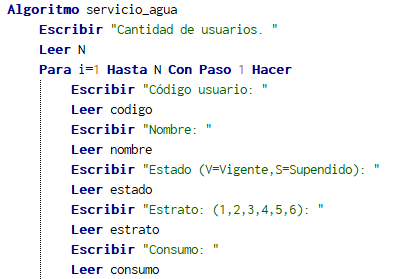 Algoritmo servicio_agua
Escribir "Cantidad de usuarios. "
Leer N
Para i=1 Hasta N Con Paso 1 Hacer
Escribir "Código usuario: "
Leer codigo
Escribir "Nombre: "
Leer nombre
Escribir "Estado (V=Vigente,S=Supendido): "
Leer estado
Escribir "Estrato: (1,2,3,4,5,6): "
Leer estrato
Escribir "Consumo: "
Leer consumo